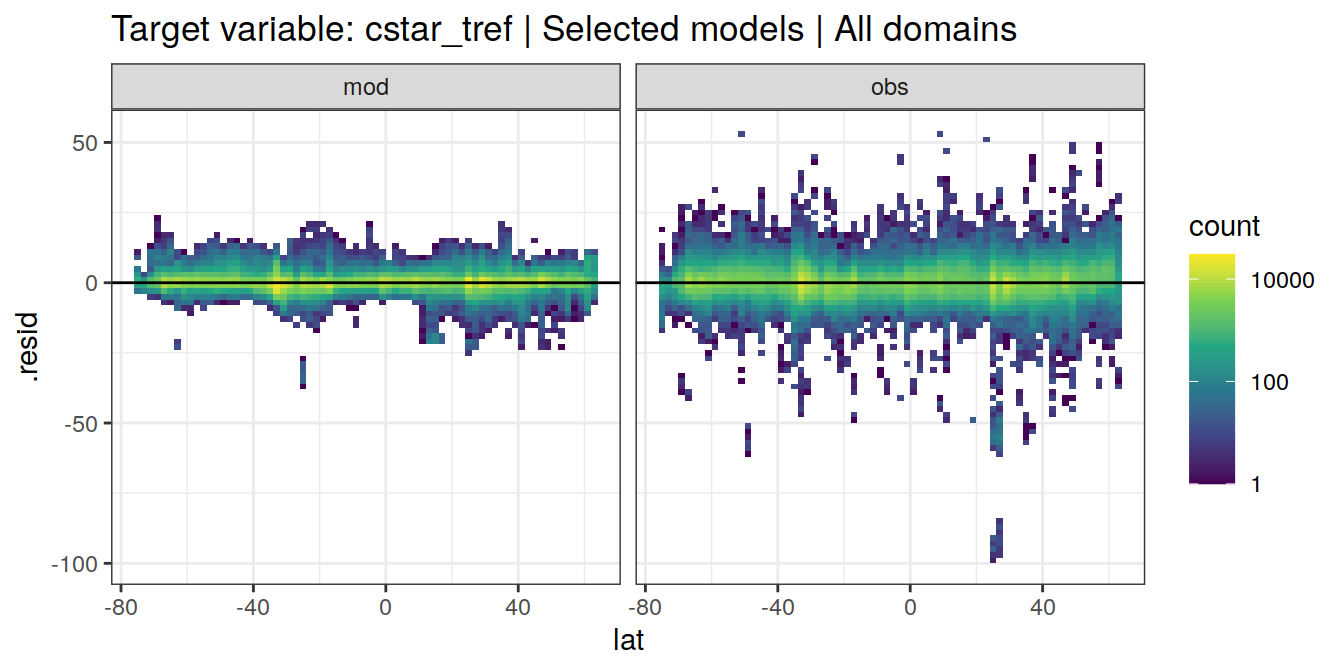 Target variable: cstar_tref | Selected models | All domains
mod
obs
50
0
-50
-100
.resid
-80
-40
0
40
-80
-40
0
40
lat
count
10000
100
1